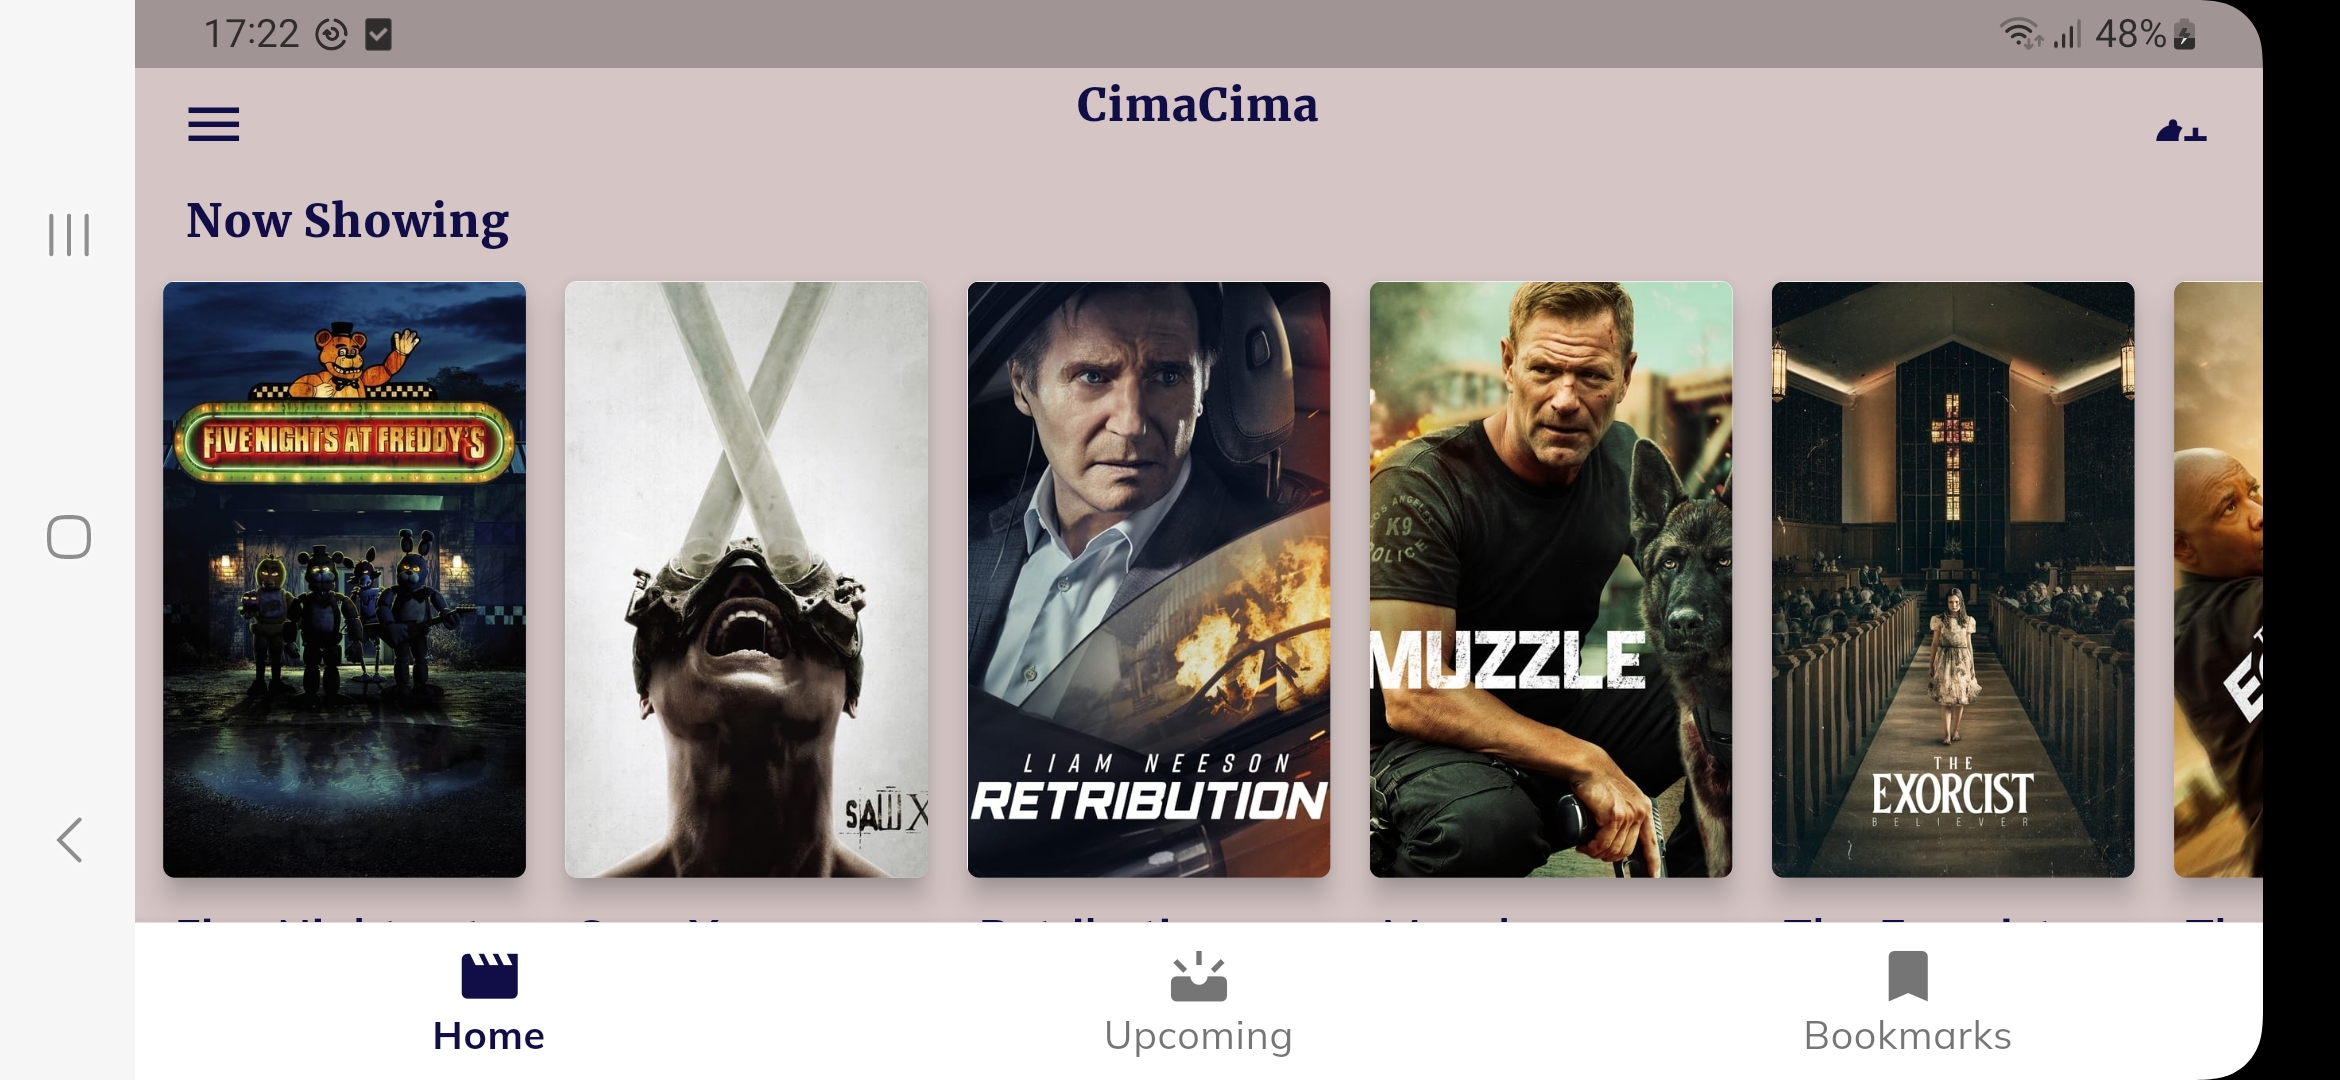 17:22
48%
CimaCima
Now Showing
FIVE NIGHTS AT FREDDY'S
SAW X
LIAM NEESON
RETRIBUTION
LOS ANGELES
K9
POLICE
MUZZLE
THE
EXORCIST
BELIEVER
Home
Upcoming
Bookmarks